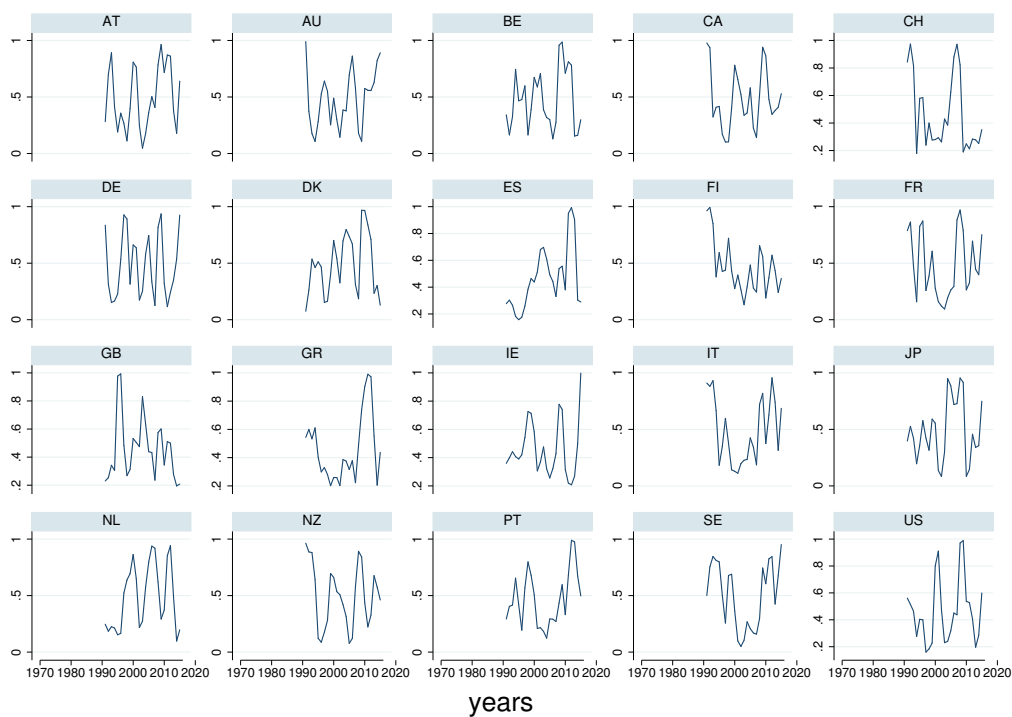 AT AU BE CA CH
1 1 1 1 1
.8
.5 .5 .5 .5 .6
.4
0 0 0 0 .2
DE DK ES FI FR
1 1 1 1 1
.8
.5 .5 .6 .5 .5
.4
0 0 .2 0 0
GB GR IE IT JP
1 1 1 1 1
.8 .8 .8
.6 .6 .6 .5 .5
.4 .4 .4
.2 .2 .2 0 0
NL NZ PT SE US
1 1 1 1 1
.8
.5 .5 .5 .5 .6
.4
0 0 0 0 .2
1970 1980 1990 2000 2010 2020 1970 1980 1990 2000 2010 2020 1970 1980 1990 2000 2010 2020 1970 1980 1990 2000 2010 2020 1970 1980 1990 2000 2010 2020
years